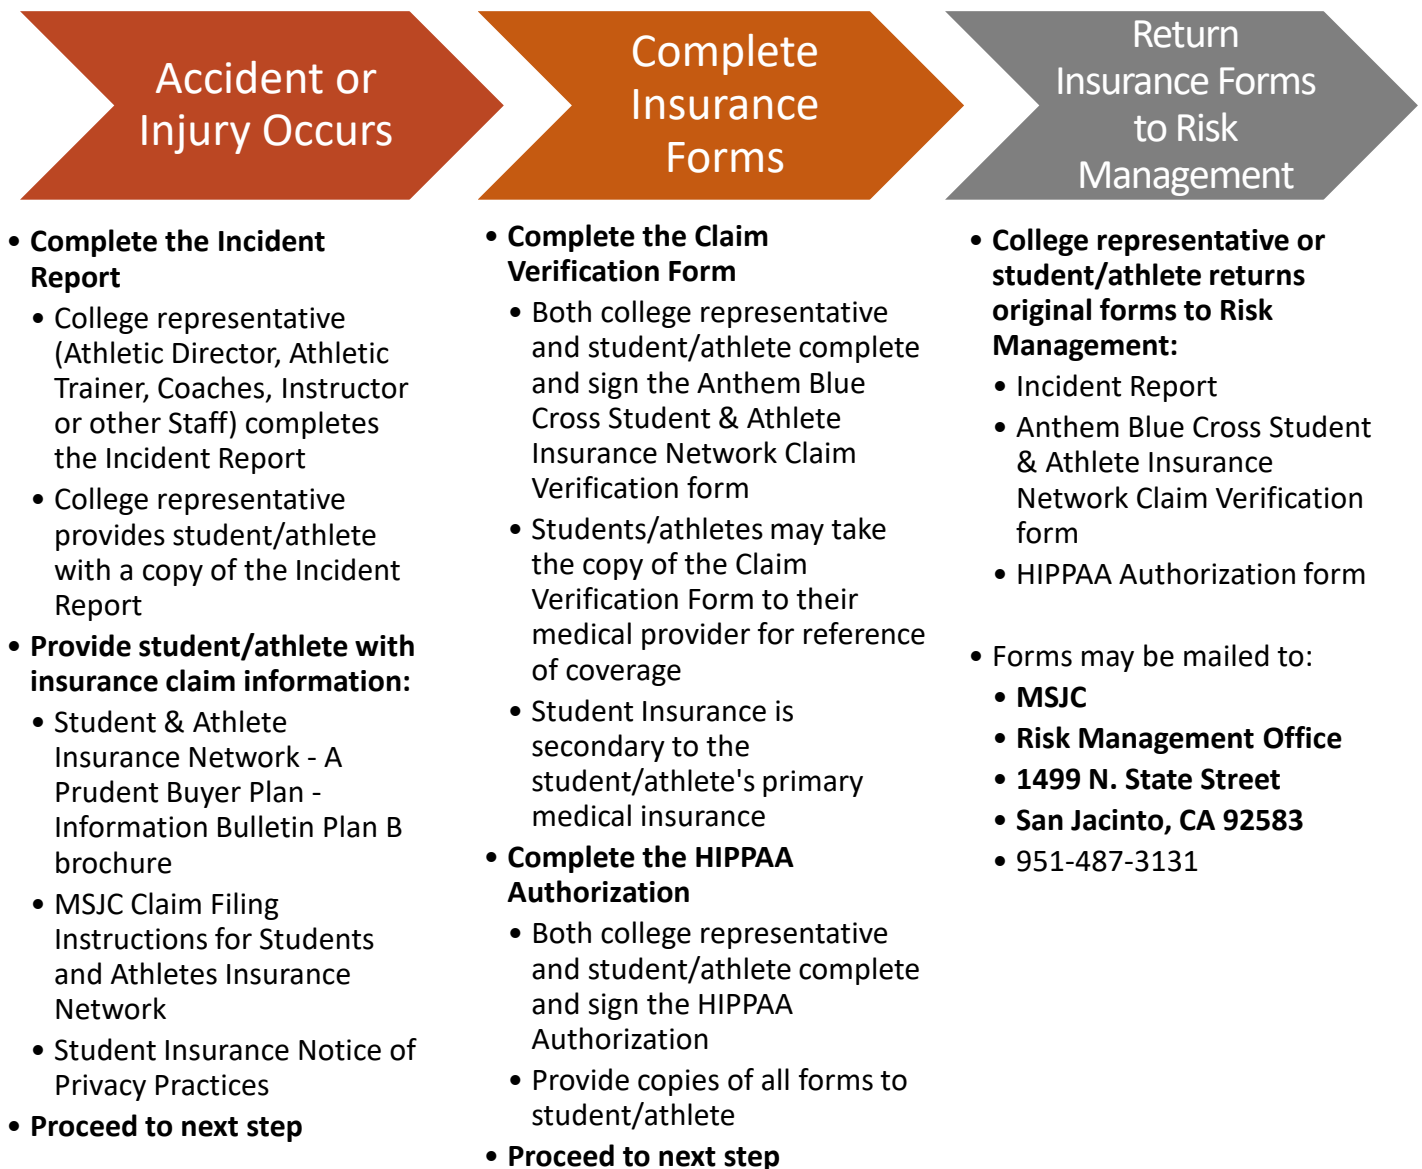 Accident or
Injury Occurs
• Complete the Incident
Report
• College representative
(Athletic Director, Athletic
Trainer, Coaches, Instructor
or other Staff) completes
the Incident Report
• College representative
provides student/athlete
with a copy of the Incident
Report
• Provide student/athlete with
insurance claim information:
• Student & Athlete
Insurance Network - A
Prudent Buyer Plan -
Information Bulletin Plan B
brochure
• MSJC Claim Filing
Instructions for Students
and Athletes Insurance
Network
• Student Insurance Notice of
Privacy Practices
• Proceed to next step
Complete
Insurance
Forms
• Complete the Claim
Verification Form
• Both college representative
and student/athlete complete
and sign the Anthem Blue
Cross Student & Athlete
Insurance Network Claim
Verification form
• Students/athletes may take
the copy of the Claim
Verification Form to their
medical provider for reference
of coverage
• Student Insurance is
secondary to the
student/athlete's primary
medical insurance
• Complete the HIPPAA
Authorization
• Both college representative
and student/athlete complete
and sign the HIPPAA
Authorization
• Provide copies of all forms to
student/athlete
• Proceed to next step
Return
Insurance Forms
to Risk
Management
• College representative or
student/athlete returns
original forms to Risk
Management:
• Incident Report
• Anthem Blue Cross Student
& Athlete Insurance
Network Claim Verification
form
• HIPPAA Authorization form
• Forms may be mailed to:
• MSJC
• Risk Management Office
• 1499 N. State Street
• San Jacinto, CA 92583
• 951-487-3131